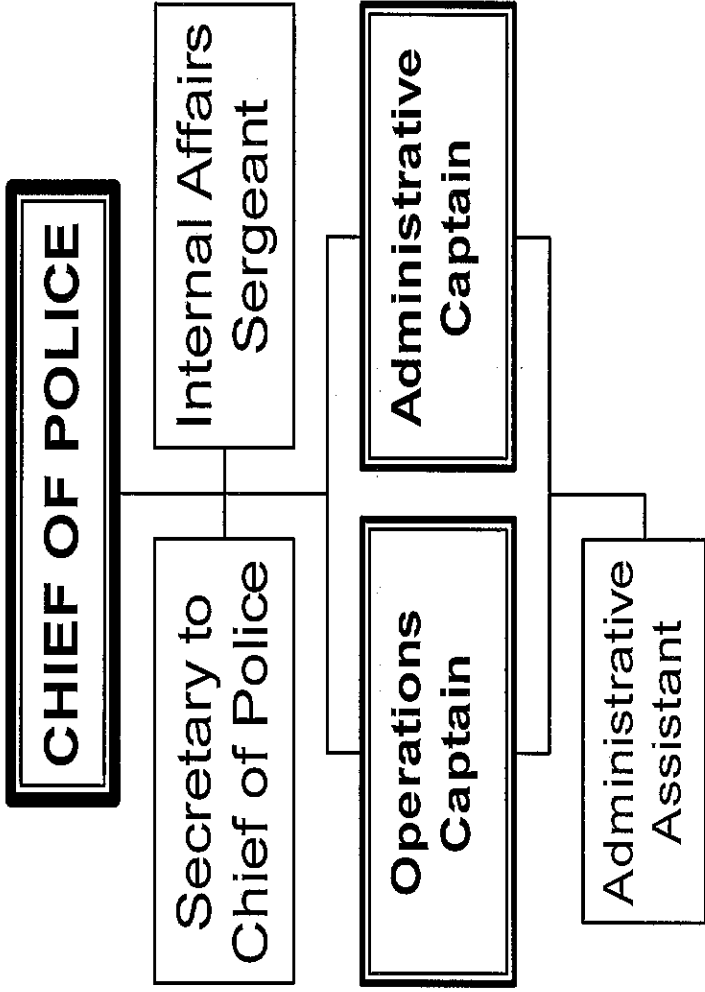 CHIEF OF POLICE
Secretary to
Chief of Police
Internal Affairs
Sergeant
Operations
Captain
Administrative
Captain
Administrative
Assistant